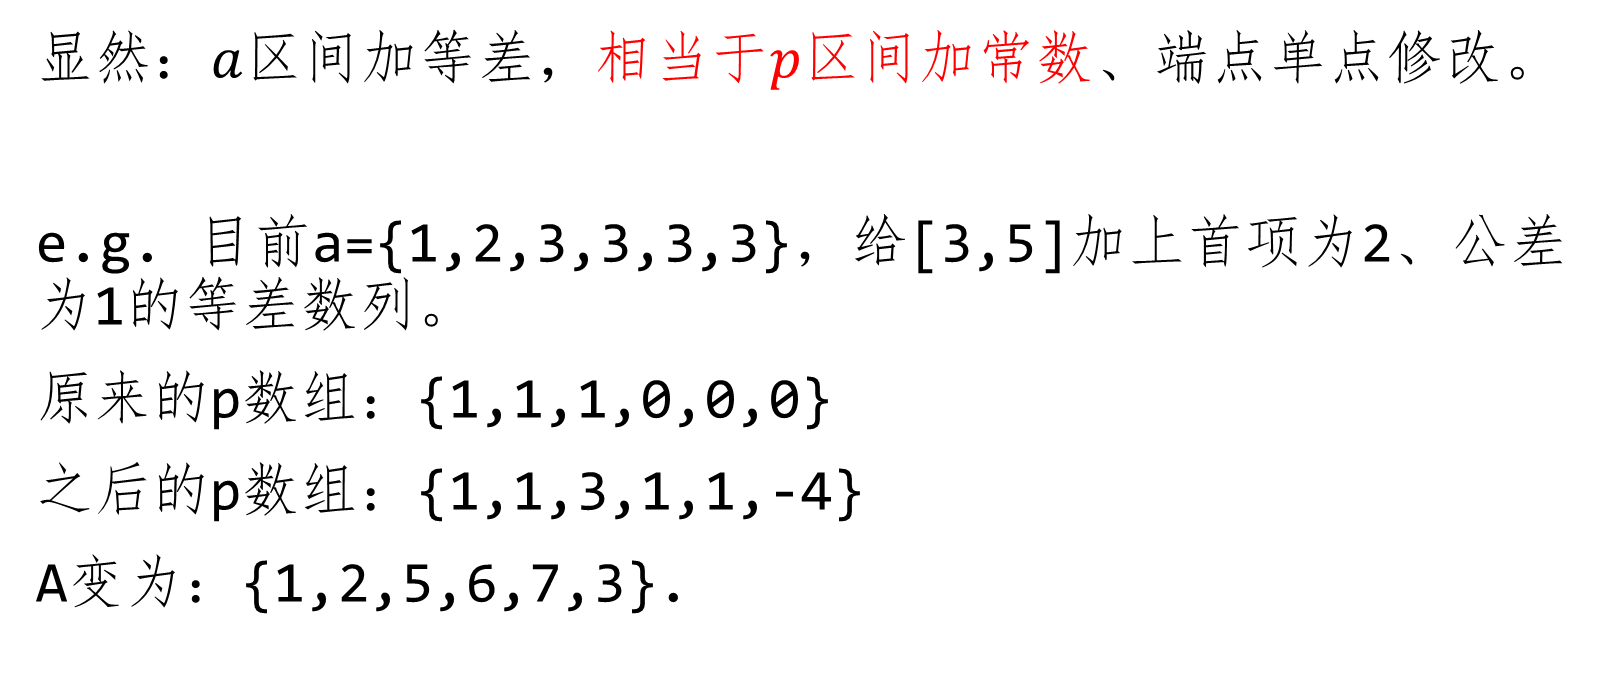 显然：a区间加等差，相当于p区间加常数、端点单点修改。
e.g. 目前a={1,2,3,3,3,3}，给[3,5]加上首项为2、公差
为1的等差数列。
原来的p数组：{1,1,1,0,0,0}
之后的p数组：{1,1,3,1,1,-4}
A变为：{1,2,5,6,7,3}.